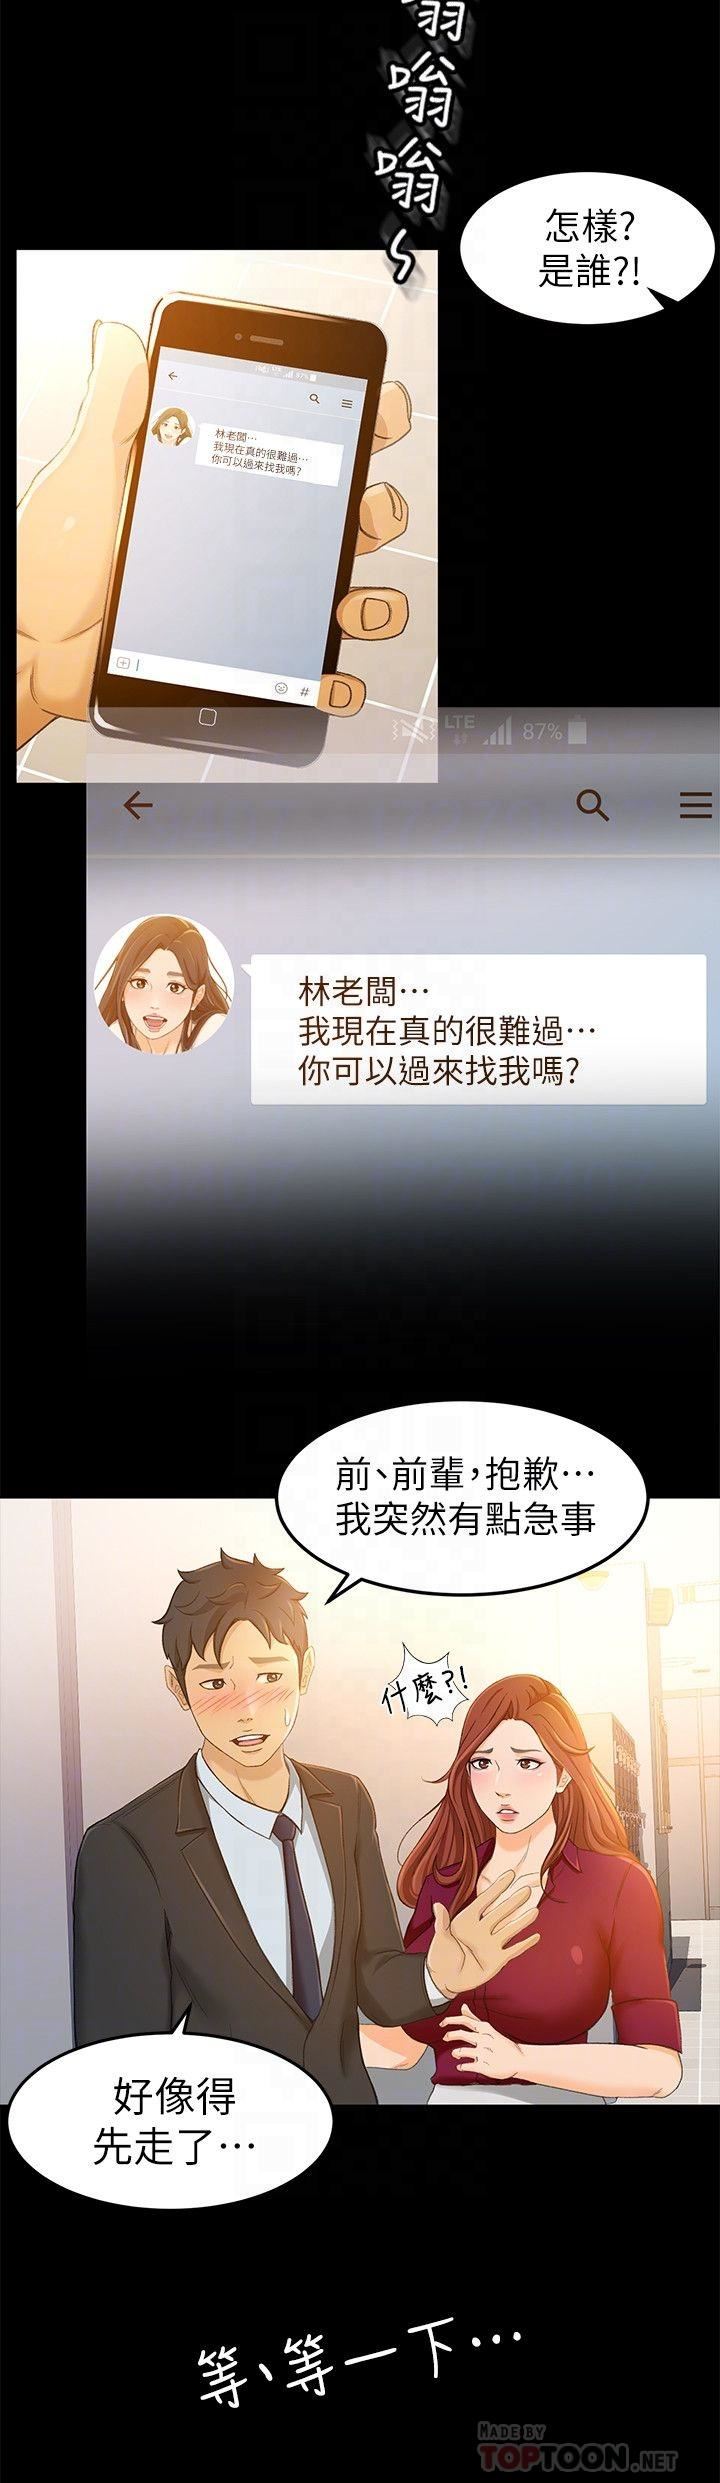 嗡
嗡
嗡~
怎樣?
是誰?!
LTE 87%
林老闆…
我現在真的很難過…
你可以過來找我嗎?
#
LTE 87%
林老闆…
我現在真的很難過…
你可以過來找我嗎?
前、前輩,抱歉…
我突然有點急事
什麼?!
好像得
先走了…
等、等一下…
MADE BY
TOPTOON.NET